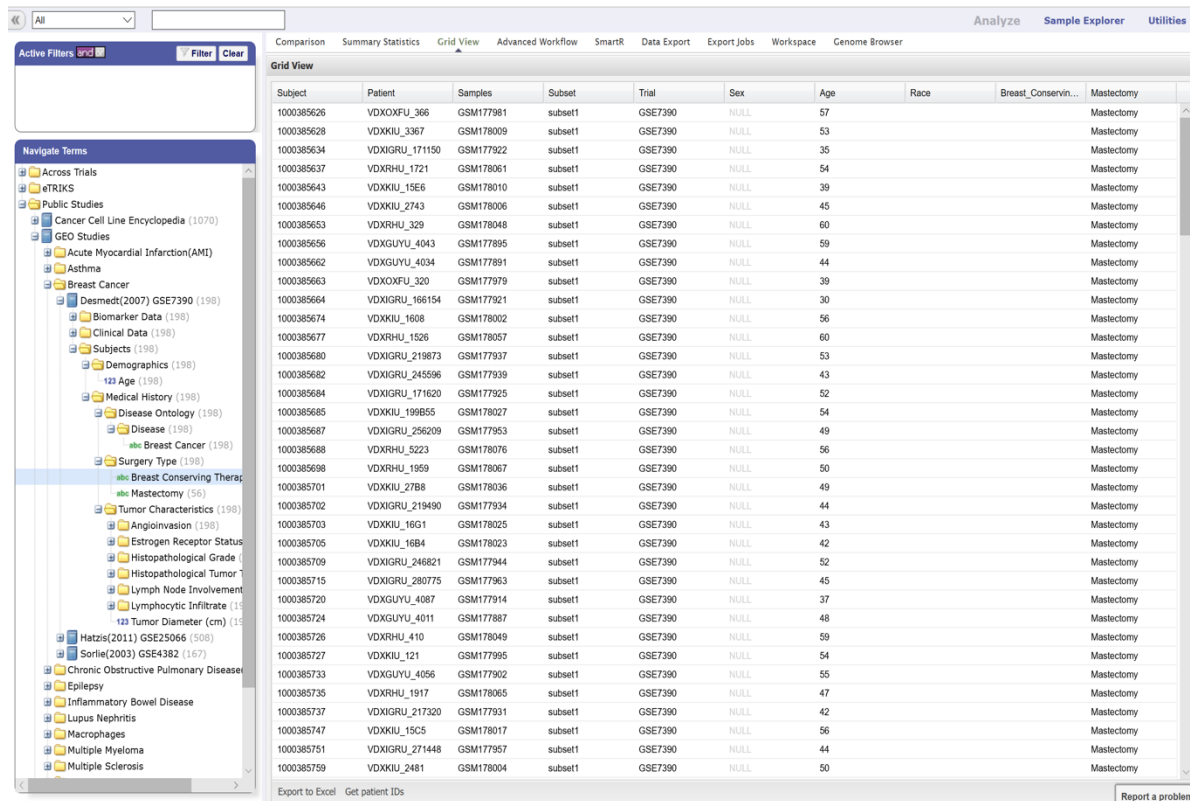 All
Analyze Sample Explorer Utilities
Active Filters and Filter Clear
Navigate Terms
Across Trials
eTRIKS
Public Studies
Cancer Cell Line Encyclopedia (1070)
GEO Studies
Acute Myocardial Infarction(AMI)
Asthma
Breast Cancer
Desmedt(2007) GSE7390 (198)
Biomarker Data (198)
Clinical Data (198)
Subjects (198)
Demographics (198)
123 Age (198)
Medical History (198)
Disease Ontology (198)
Disease (198)
abc Breast Cancer (198)
Surgery Type (198)
abc Breast Conserving Therap
abc Mastectomy (56)
Tumor Characteristics (198)
Angioinvasion (198)
Estrogen Receptor Status
Histopathological Grade (
Histopathological Tumor T
Lymph Node Involvement
Lymphocytic Infiltrate (19
123 Tumor Diameter (cm) (19
Hatzis(2011) GSE25066 (508)
Sorlie(2003) GSE4382 (167)
Chronic Obstructive Pulmonary Disease
Epilepsy
Inflammatory Bowel Disease
Lupus Nephritis
Macrophages
Multiple Myeloma
Multiple Sclerosis
Comparison Summary Statistics Grid View Advanced Workflow SmartR Data Export Export Jobs Workspace Genome Browser
Grid View
Subject Patient Samples Subset Trial Sex Age Race Breast_Conservin... Mastectomy
1000385626 VDXOXFU_366 GSM177981 subset1 GSE7390 NULL 57 Mastectomy
1000385628 VDXKIU_3367 GSM178009 subset1 GSE7390 NULL 53 Mastectomy
1000385634 VDXIGRU_171150 GSM177922 subset1 GSE7390 NULL 35 Mastectomy
1000385637 VDXRHU_1721 GSM178061 subset1 GSE7390 NULL 54 Mastectomy
1000385643 VDXKIU_15E6 GSM178010 subset1 GSE7390 NULL 39 Mastectomy
1000385646 VDXKIU_2743 GSM178006 subset1 GSE7390 NULL 45 Mastectomy
1000385653 VDXRHU_329 GSM178048 subset1 GSE7390 NULL 60 Mastectomy
1000385656 VDXGUYU_4043 GSM177895 subset1 GSE7390 NULL 59 Mastectomy
1000385662 VDXGUYU_4034 GSM177891 subset1 GSE7390 NULL 44 Mastectomy
1000385663 VDXOXFU_320 GSM177979 subset1 GSE7390 NULL 39 Mastectomy
1000385664 VDXIGRU_166154 GSM177921 subset1 GSE7390 NULL 30 Mastectomy
1000385674 VDXKIU_1608 GSM178002 subset1 GSE7390 NULL 56 Mastectomy
1000385677 VDXRHU_1526 GSM178057 subset1 GSE7390 NULL 60 Mastectomy
1000385680 VDXIGRU_219873 GSM177937 subset1 GSE7390 NULL 53 Mastectomy
1000385682 VDXIGRU_245596 GSM177939 subset1 GSE7390 NULL 43 Mastectomy
1000385684 VDXIGRU_171620 GSM177925 subset1 GSE7390 NULL 52 Mastectomy
1000385685 VDXKIU_199B55 GSM178027 subset1 GSE7390 NULL 54 Mastectomy
1000385687 VDXIGRU_256209 GSM177953 subset1 GSE7390 NULL 49 Mastectomy
1000385688 VDXRHU_5223 GSM178076 subset1 GSE7390 NULL 56 Mastectomy
1000385698 VDXRHU_1959 GSM178067 subset1 GSE7390 NULL 50 Mastectomy
1000385701 VDXKIU_27B8 GSM178036 subset1 GSE7390 NULL 49 Mastectomy
1000385702 VDXIGRU_219490 GSM177934 subset1 GSE7390 NULL 44 Mastectomy
1000385703 VDXKIU_16G1 GSM178025 subset1 GSE7390 NULL 43 Mastectomy
1000385705 VDXKIU_16B4 GSM178023 subset1 GSE7390 NULL 42 Mastectomy
1000385709 VDXIGRU_246821 GSM177944 subset1 GSE7390 NULL 52 Mastectomy
1000385715 VDXIGRU_280775 GSM177963 subset1 GSE7390 NULL 45 Mastectomy
1000385720 VDXGUYU_4087 GSM177914 subset1 GSE7390 NULL 37 Mastectomy
1000385724 VDXGUYU_4011 GSM177887 subset1 GSE7390 NULL 48 Mastectomy
1000385726 VDXRHU_410 GSM178049 subset1 GSE7390 NULL 59 Mastectomy
1000385727 VDXKIU_121 GSM177995 subset1 GSE7390 NULL 54 Mastectomy
1000385733 VDXGUYU_4056 GSM177902 subset1 GSE7390 NULL 55 Mastectomy
1000385735 VDXRHU_1917 GSM178065 subset1 GSE7390 NULL 47 Mastectomy
1000385737 VDXIGRU_217320 GSM177931 subset1 GSE7390 NULL 42 Mastectomy
1000385747 VDXKIU_15C5 GSM178017 subset1 GSE7390 NULL 56 Mastectomy
1000385751 VDXIGRU_271448 GSM177957 subset1 GSE7390 NULL 44 Mastectomy
1000385759 VDXKIU_2481 GSM178004 subset1 GSE7390 NULL 50 Mastectomy
Export to Excel Get patient IDs
Report a problem